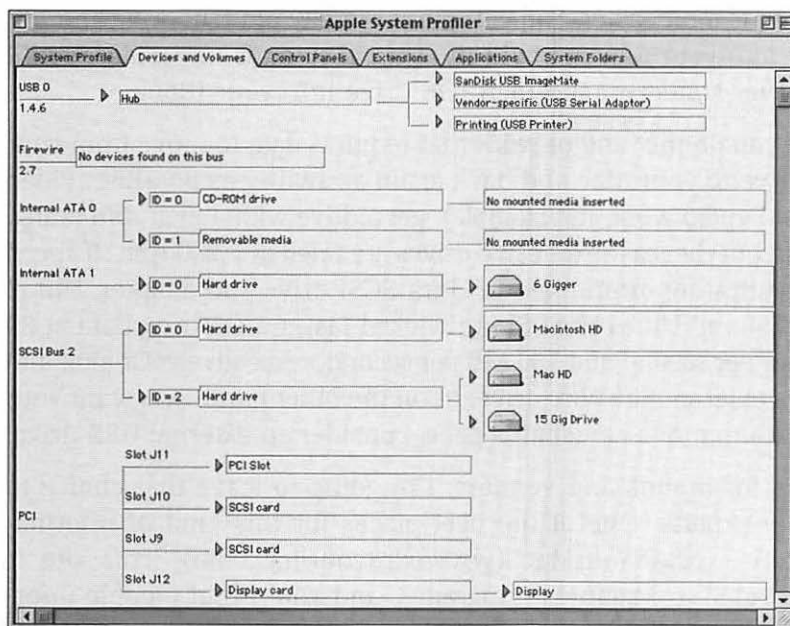 Apple System Profiler
System Profile Devices and Volumes Control Panels Extensions Applications System Folders
USB 0
1.4.6
Hub
SanDisk USB ImageMate
Vendor-specific (USB Serial Adaptor)
Printing (USB Printer)
Firewire
2.7
No devices found on this bus
Internal ATA 0
ID = 0 CD-ROM drive No mounted media inserted
ID = 1 Removable media No mounted media inserted
Internal ATA 1
ID = 0 Hard drive 6 Gigger
ID = 0 Hard drive Macintosh HD
SCSI Bus 2
Mac HD
ID = 2 Hard drive
15 Gig Drive
Slot J11
PCI Slot
Slot J10
SCSI card
PCI
Slot J9
SCSI card
Slot J12
Display card Display